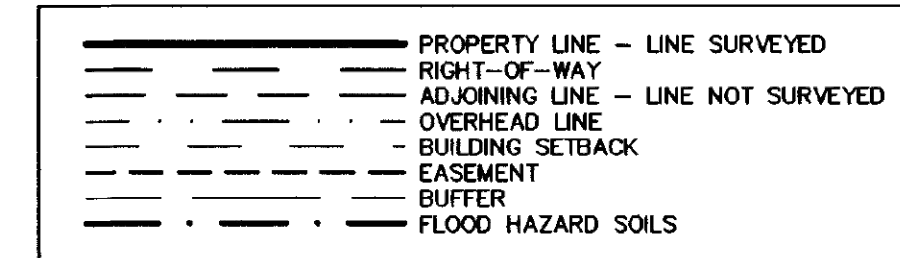 PROPERTY LINE – LINE SURVEYED
RIGHT–OF–WAY
ADJOINING LINE – LINE NOT SURVEYED
OVERHEAD LINE
BUILDING SETBACK
EASEMENT
BUFFER
FLOOD HAZARD SOILS